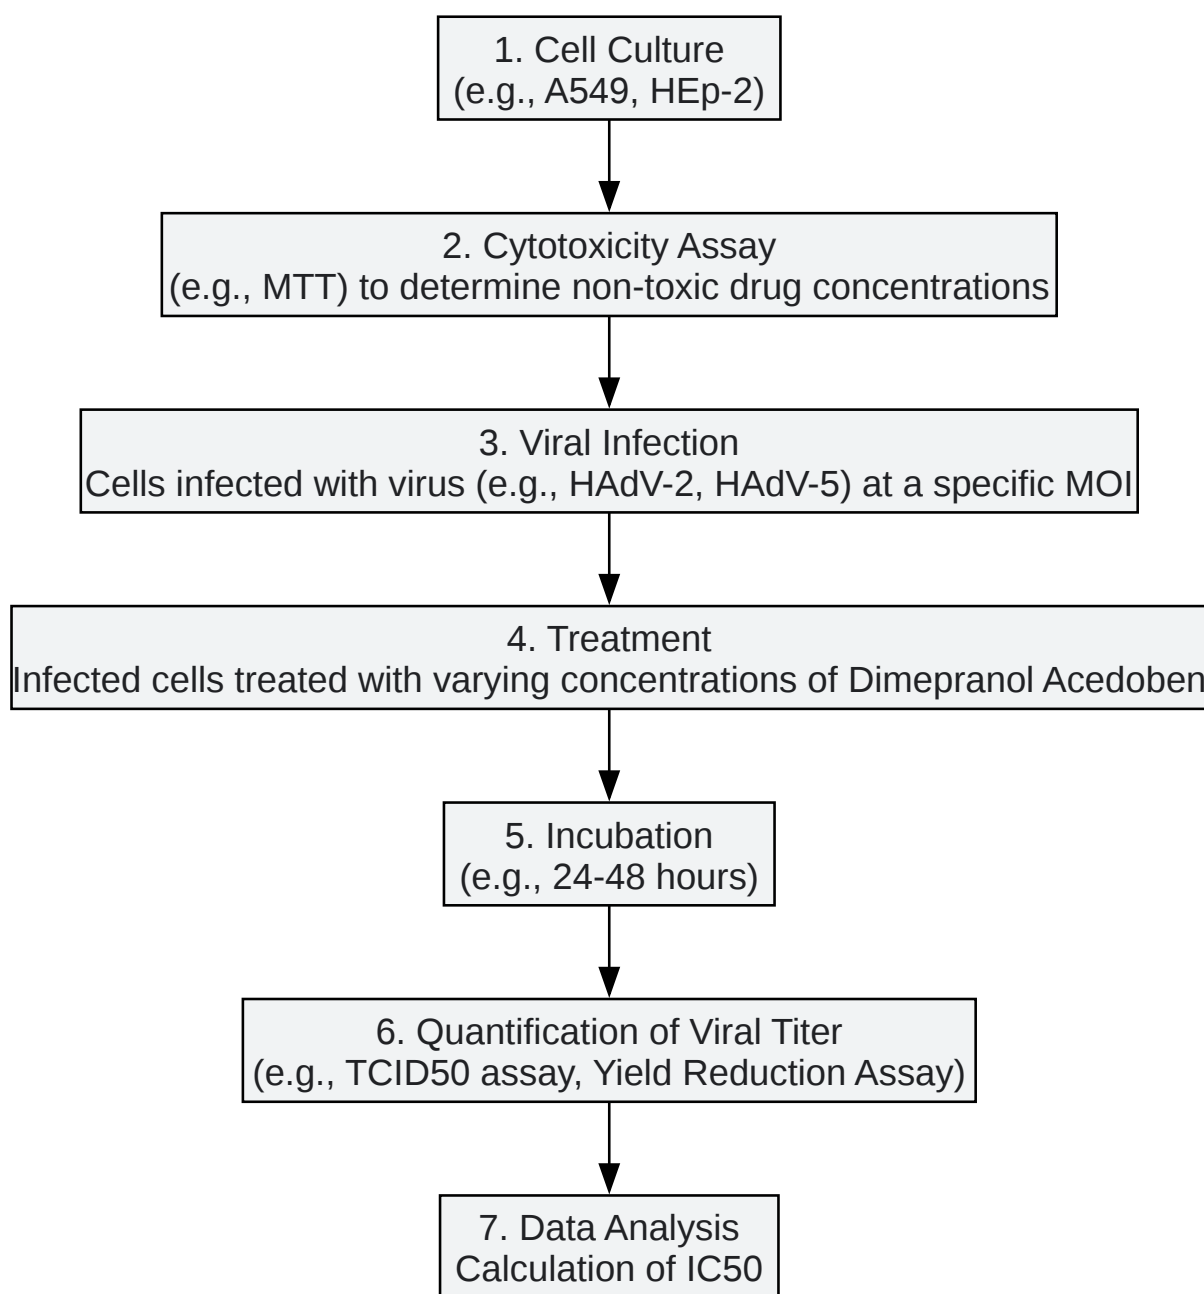 1. Cell Culture
(e.g., A549, HEp-2)
2. Cytotoxicity Assay
(e.g., MTT) to determine non-toxic drug concentrations
3. Viral Infection
Cells infected with virus (e.g., HAdV-2, HAdV-5) at a specific MOI
4. Treatment
Infected cells treated with varying concentrations of Dimepranol Acedoben
5. Incubation
(e.g., 24-48 hours)
6. Quantification of Viral Titer
(e.g., TCID50 assay, Yield Reduction Assay)
7. Data Analysis
Calculation of IC50